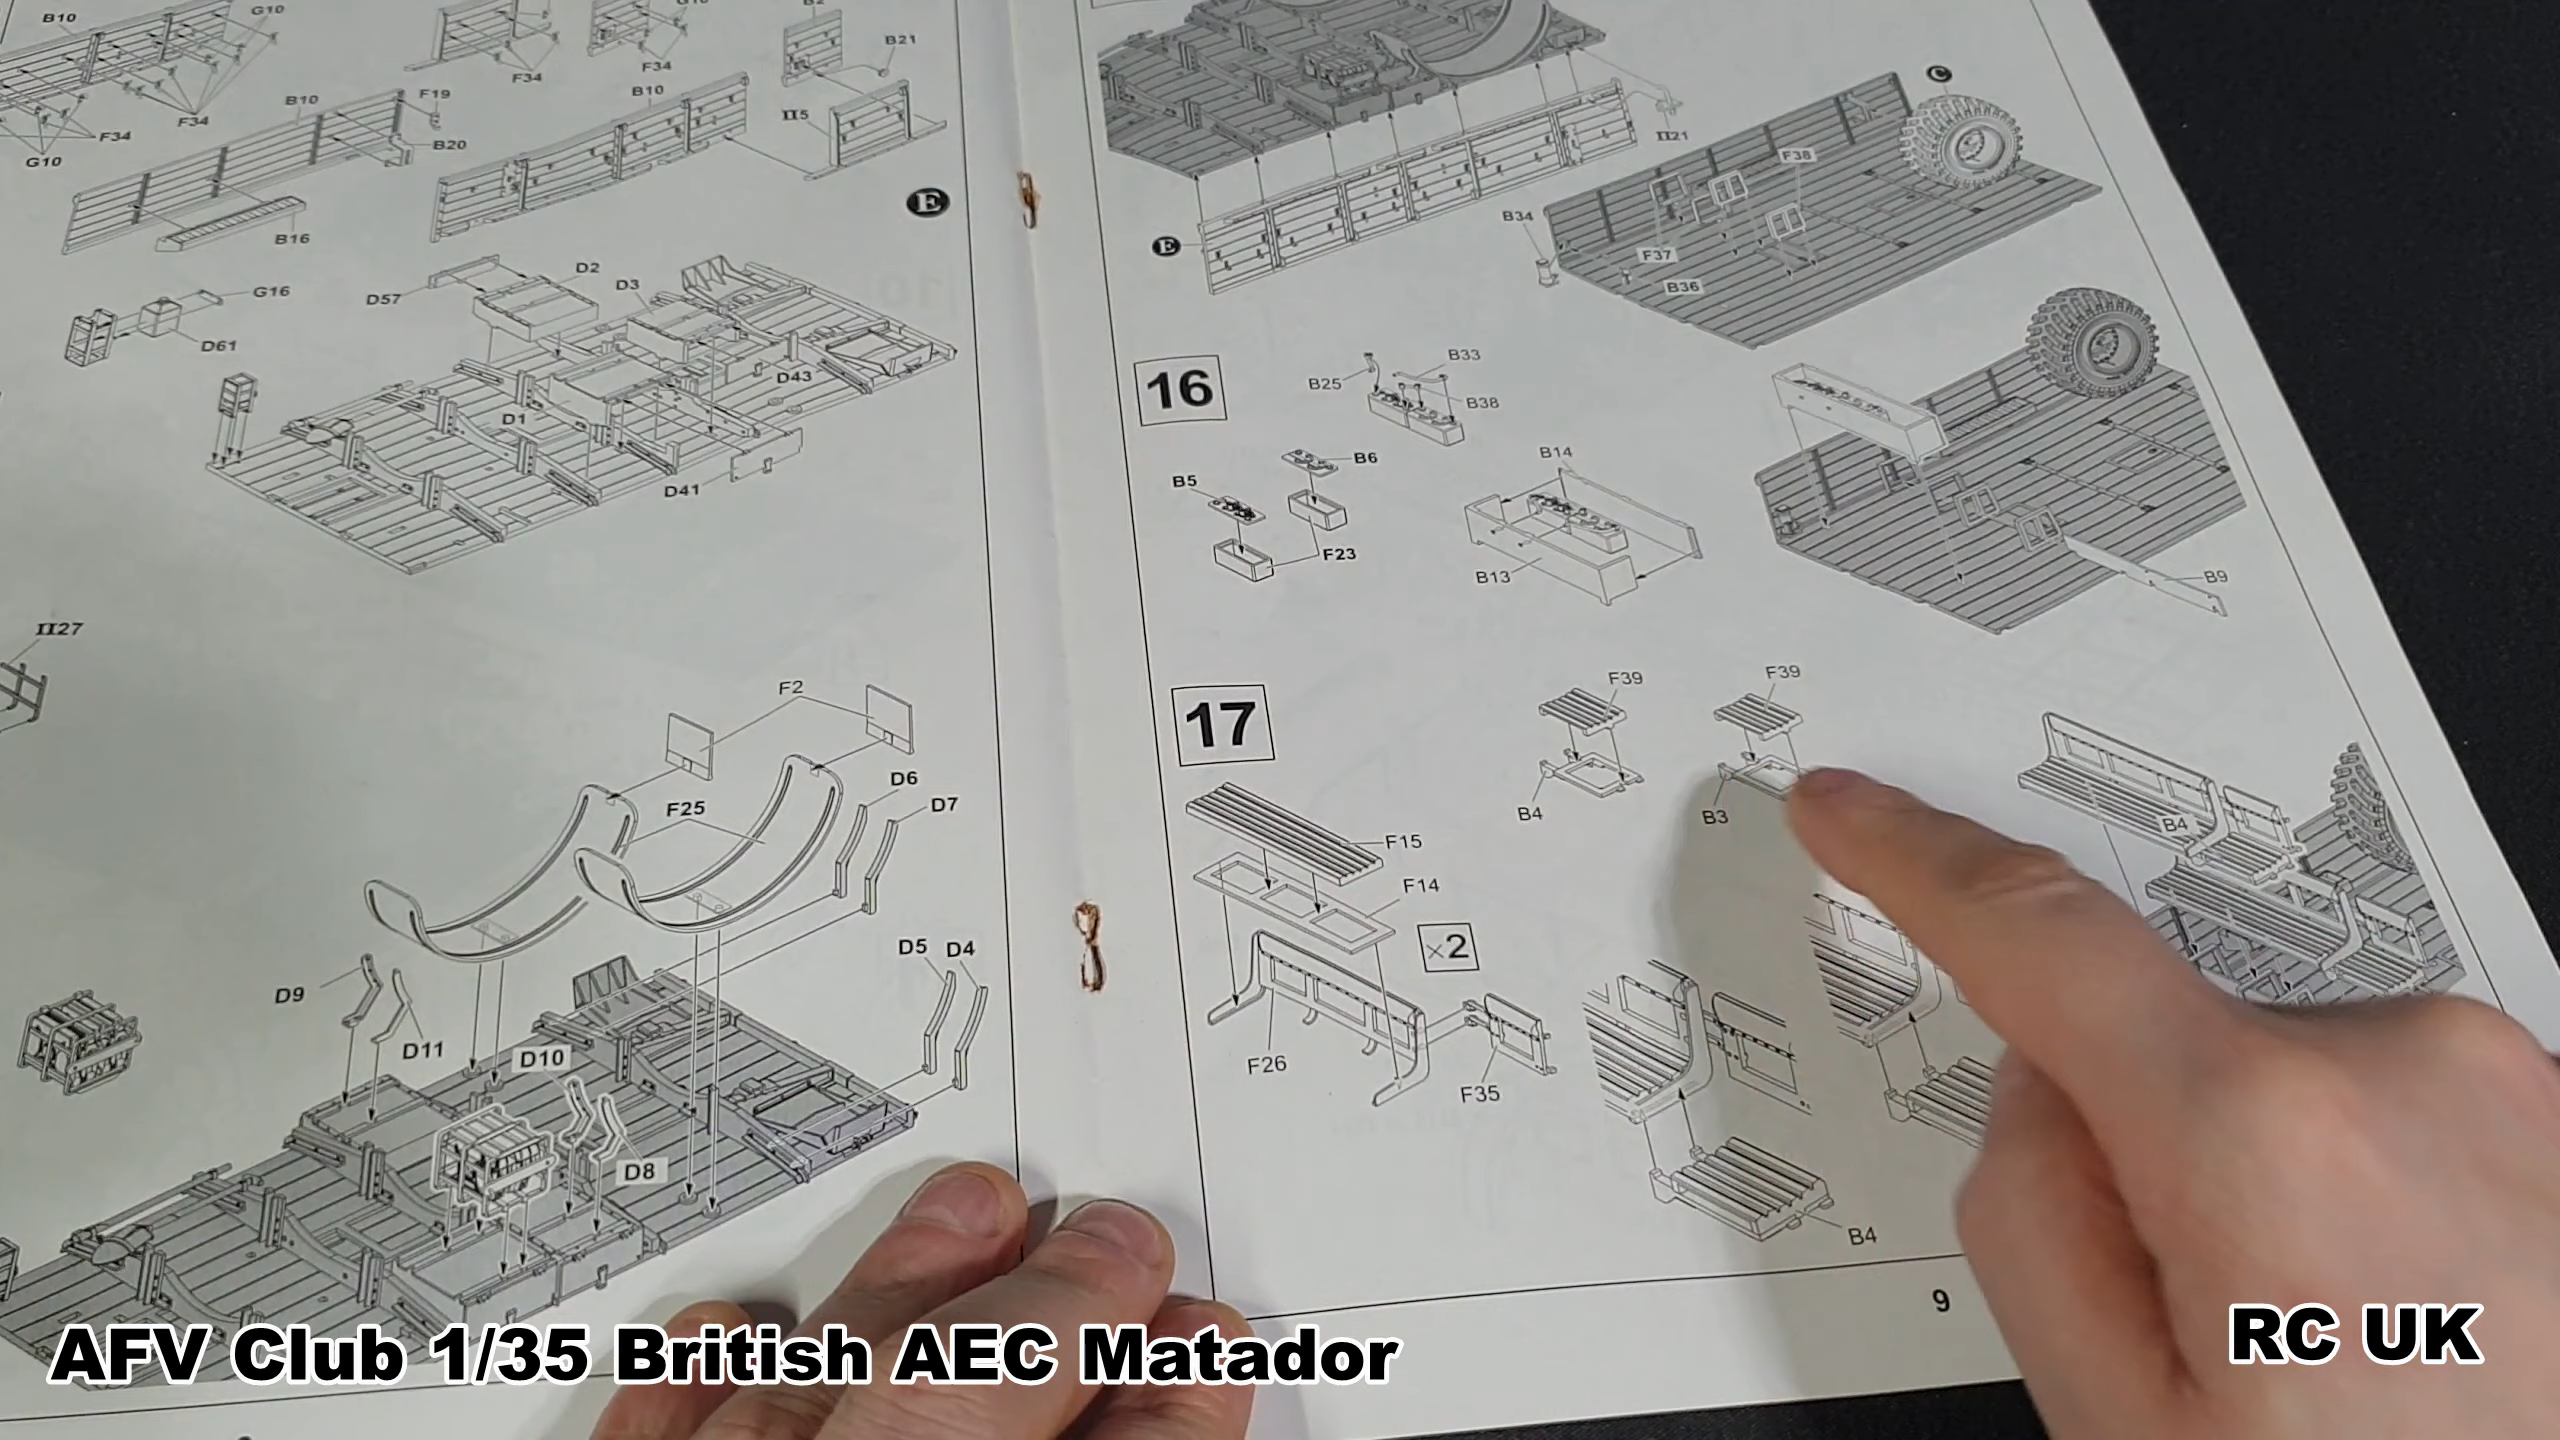 B10
G10
F34
F34
G10
B10
F19
B20
B16
F34
F34
B10
B2
B21
II5
E
D57
D2
D3
G16
D61
D43
D1
D41
II27
F2
F25
D6
D7
D5
D4
D9
D11
D10
D8
II21
C
F38
F37
B34
B36
E
16
B25
B33
B38
B6
B5
F23
B14
B13
B9
17
F39
F39
B4
B3
F15
F14
×2
F26
F35
B4
B4
9
AFV Club 1/35 British AEC Matador
RC UK